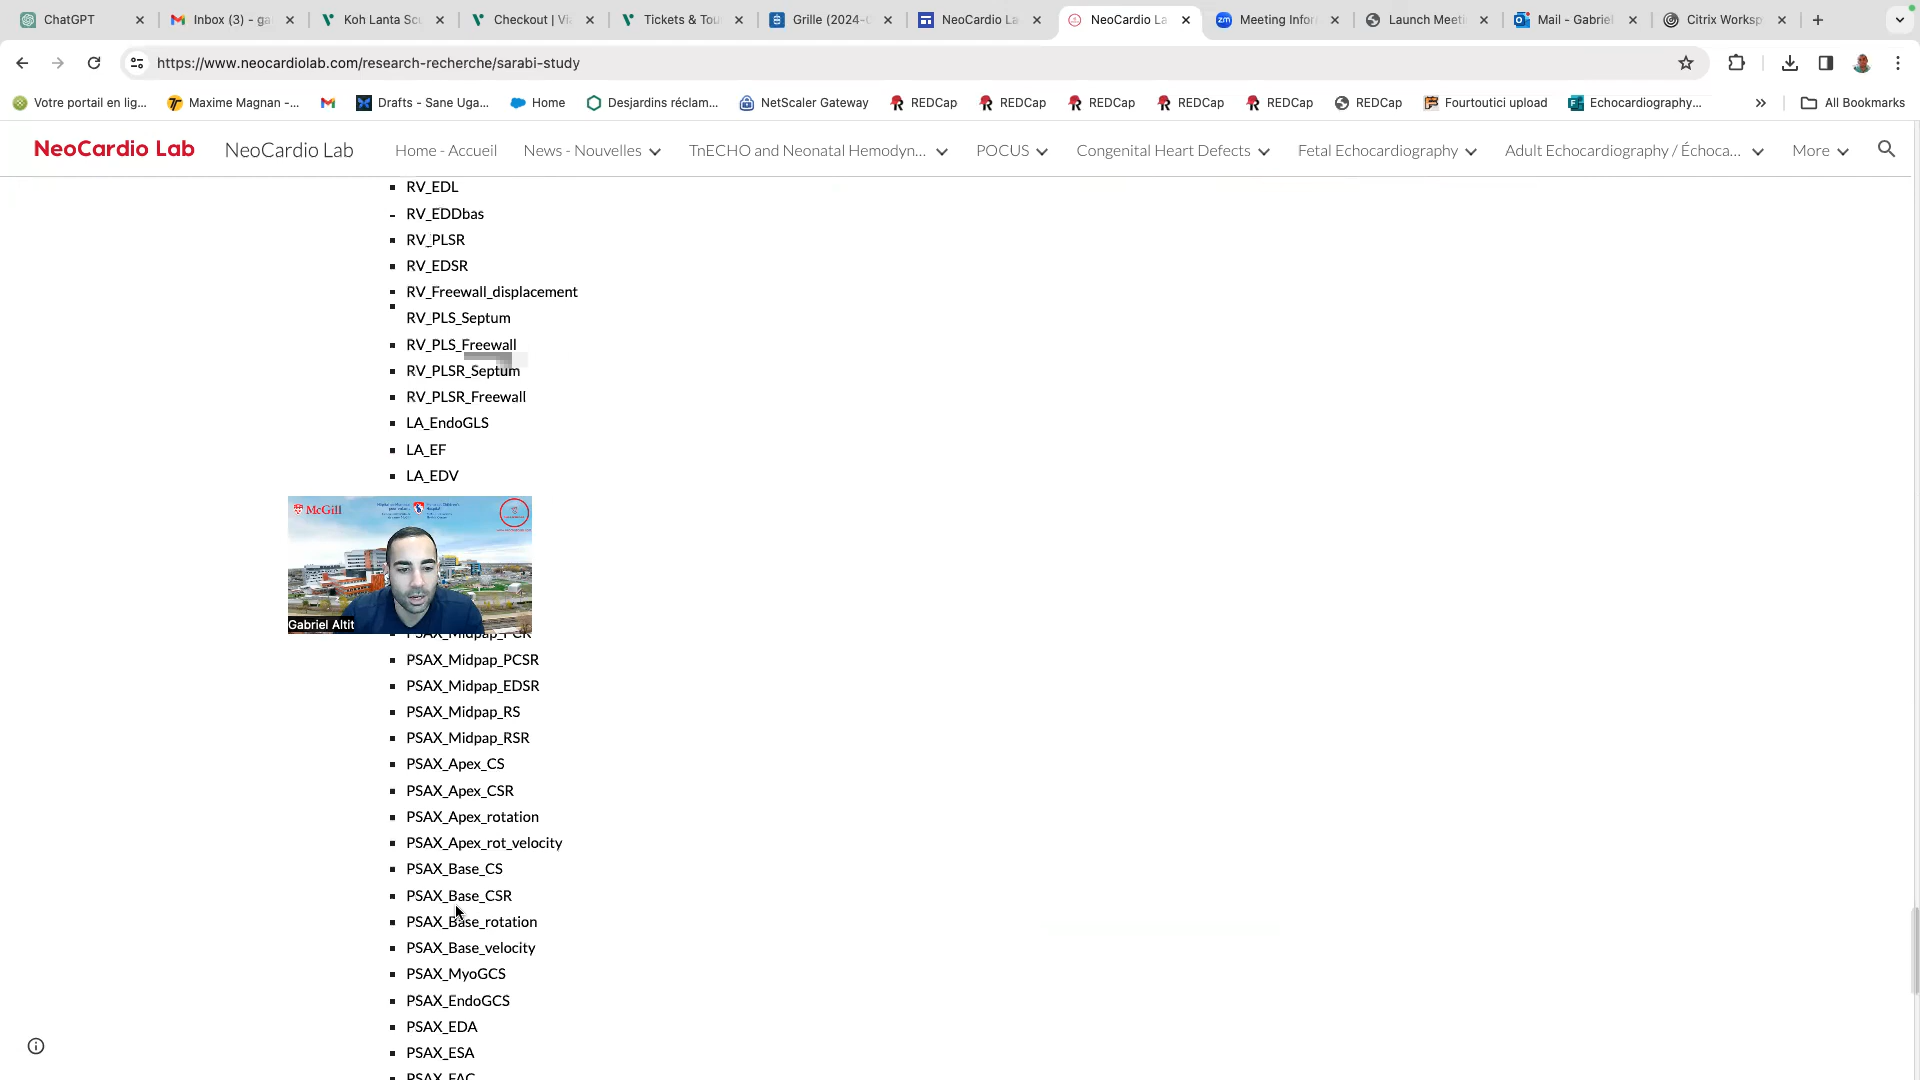 ChatGPT
Inbox (3) - ga
Koh Lanta Scu
Checkout | Vi
Tickets & Tou
Grille (2024-0
NeoCardio La
NeoCardio La
Meeting Infor
Launch Meeti
Mail - Gabriel
Citrix Worksp
https://www.neocardiolab.com/research-recherche/sarabi-study
Votre portail en lig...
Maxime Magnan -...
Drafts - Sane Uga...
Home
Desjardins réclam...
NetScaler Gateway
REDCap
REDCap
REDCap
REDCap
REDCap
REDCap
Fourtoutici upload
Echocardiography...
All Bookmarks
NeoCardio Lab
NeoCardio Lab
Home - Accueil
News - Nouvelles
TnECHO and Neonatal Hemodyn...
POCUS
Congenital Heart Defects
Fetal Echocardiography
Adult Echocardiography / Échoca...
More
RV_EDL
RV_EDDbas
RV_PLSR
RV_EDSR
RV_Freewall_displacement
RV_PLS_Septum
RV_PLS_Freewall
RV_PLSR_Septum
RV_PLSR_Freewall
LA_EndoGLS
LA_EF
LA_EDV
McGill
Gabriel Altit
PSAX_Midpap_PCSR
PSAX_Midpap_EDSR
PSAX_Midpap_RS
PSAX_Midpap_RSR
PSAX_Apex_CS
PSAX_Apex_CSR
PSAX_Apex_rotation
PSAX_Apex_rot_velocity
PSAX_Base_CS
PSAX_Base_CSR
PSAX_Base_rotation
PSAX_Base_velocity
PSAX_MyoGCS
PSAX_EndoGCS
PSAX_EDA
PSAX_ESA
PSAX_FAC